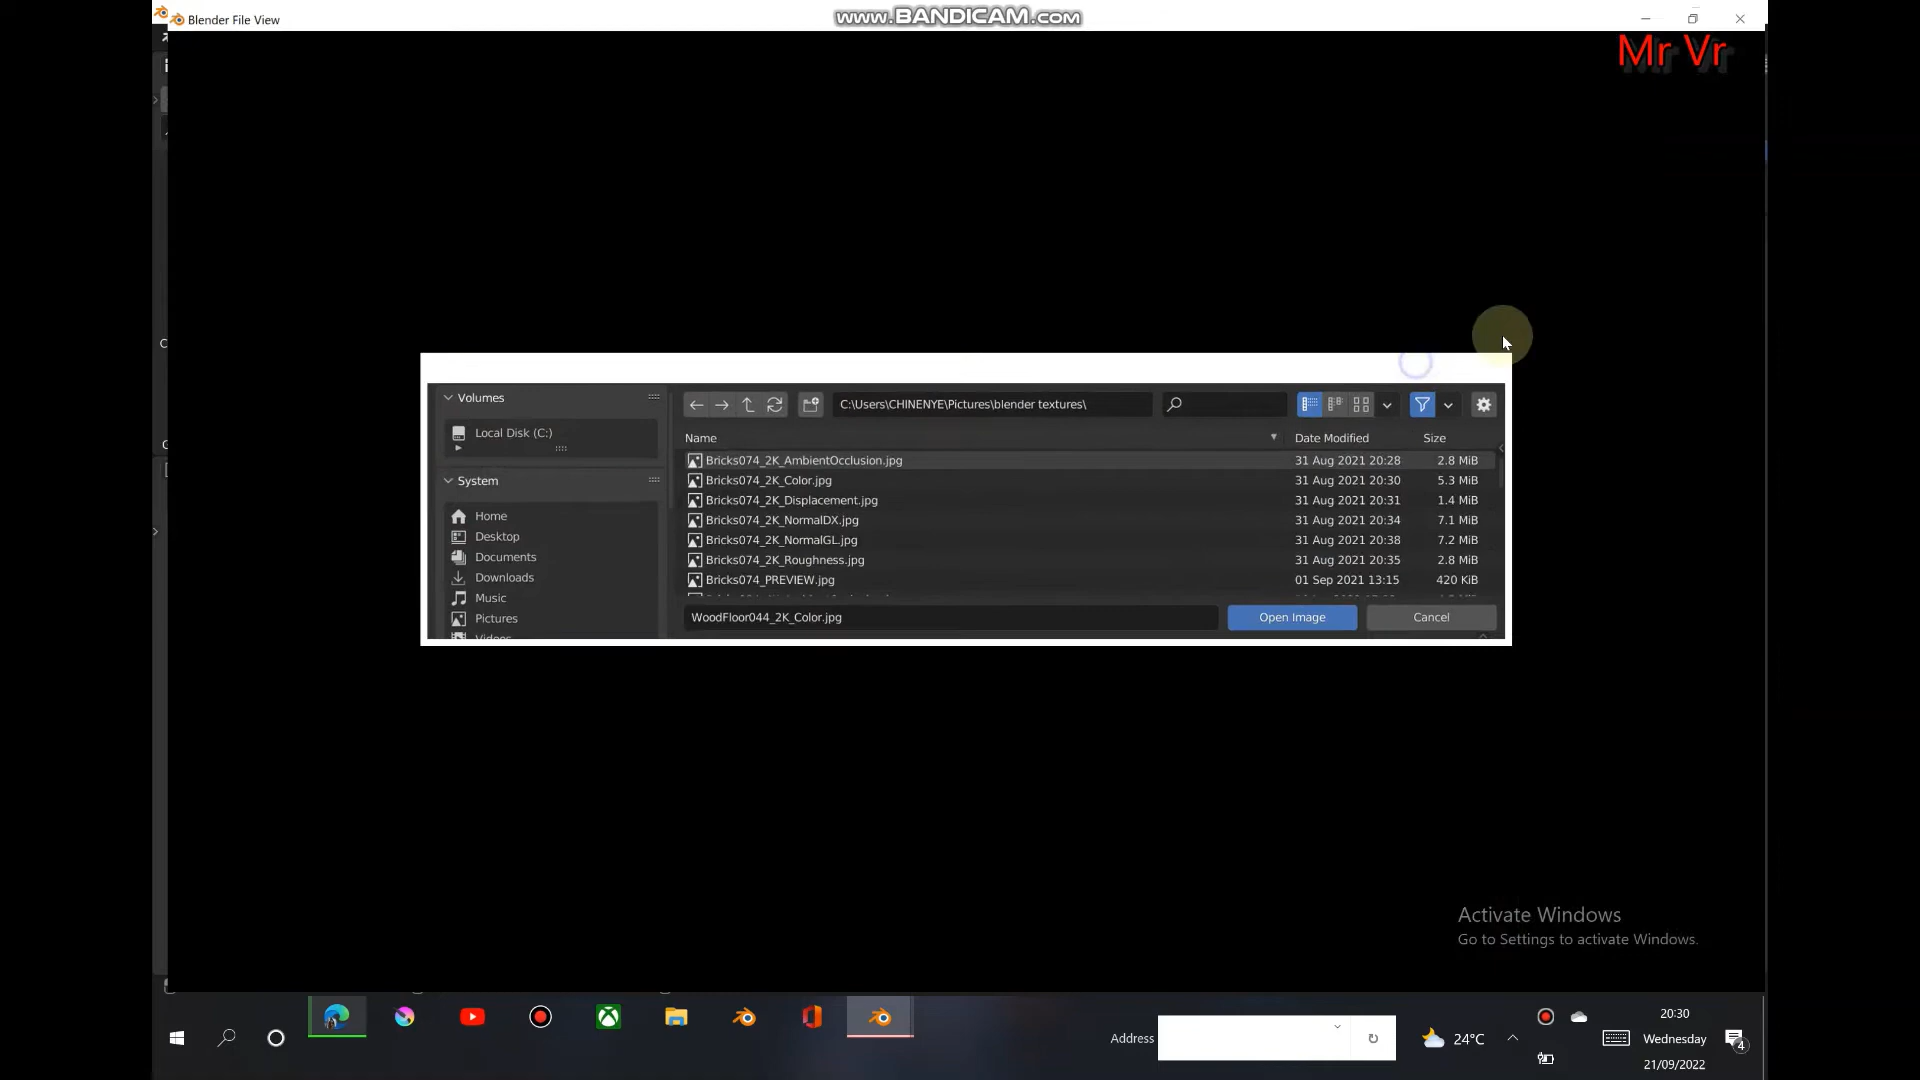 Blender File View
www.BANDICAM.com
Mr Vr
Volumes
Local Disk (C:)
System
Home
Desktop
Documents
Downloads
Music
Pictures
Videos
C:\Users\CHINENYE\Pictures\blender textures\
Name Date Modified Size
Bricks074_2K_AmbientOcclusion.jpg 31 Aug 2021 20:28 2.8 MiB
Bricks074_2K_Color.jpg 31 Aug 2021 20:30 5.3 MiB
Bricks074_2K_Displacement.jpg 31 Aug 2021 20:31 1.4 MiB
Bricks074_2K_NormalDX.jpg 31 Aug 2021 20:34 7.1 MiB
Bricks074_2K_NormalGL.jpg 31 Aug 2021 20:38 7.2 MiB
Bricks074_2K_Roughness.jpg 31 Aug 2021 20:35 2.8 MiB
Bricks074_PREVIEW.jpg 01 Sep 2021 13:15 420 KiB
WoodFloor044_2K_Color.jpg Open Image Cancel
Activate Windows
Go to Settings to activate Windows.
Address
24°C
20:30
Wednesday
21/09/2022
4